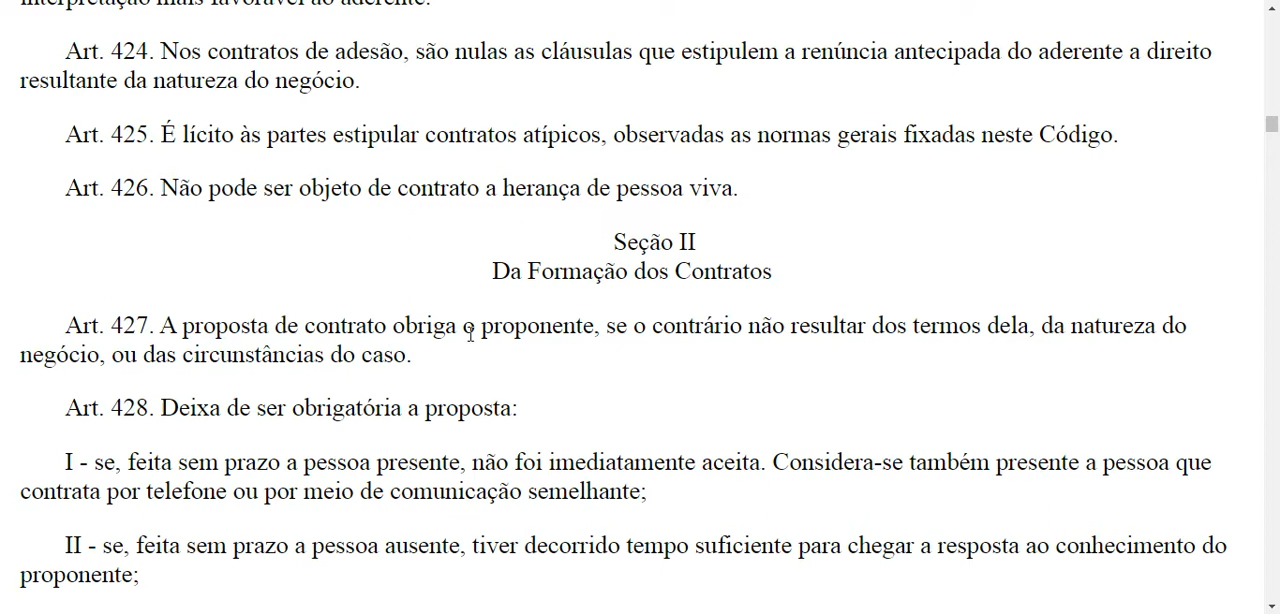 interpretação mais favorável ao aderente.
Art. 424. Nos contratos de adesão, são nulas as cláusulas que estipulem a renúncia antecipada do aderente a direito
resultante da natureza do negócio.
Art. 425. É lícito às partes estipular contratos atípicos, observadas as normas gerais fixadas neste Código.
Art. 426. Não pode ser objeto de contrato a herança de pessoa viva.
Seção II
Da Formação dos Contratos
Art. 427. A proposta de contrato obriga o proponente, se o contrário não resultar dos termos dela, da natureza do
negócio, ou das circunstâncias do caso.
Art. 428. Deixa de ser obrigatória a proposta:
I - se, feita sem prazo a pessoa presente, não foi imediatamente aceita. Considera-se também presente a pessoa que
contrata por telefone ou por meio de comunicação semelhante;
II - se, feita sem prazo a pessoa ausente, tiver decorrido tempo suficiente para chegar a resposta ao conhecimento do
proponente;